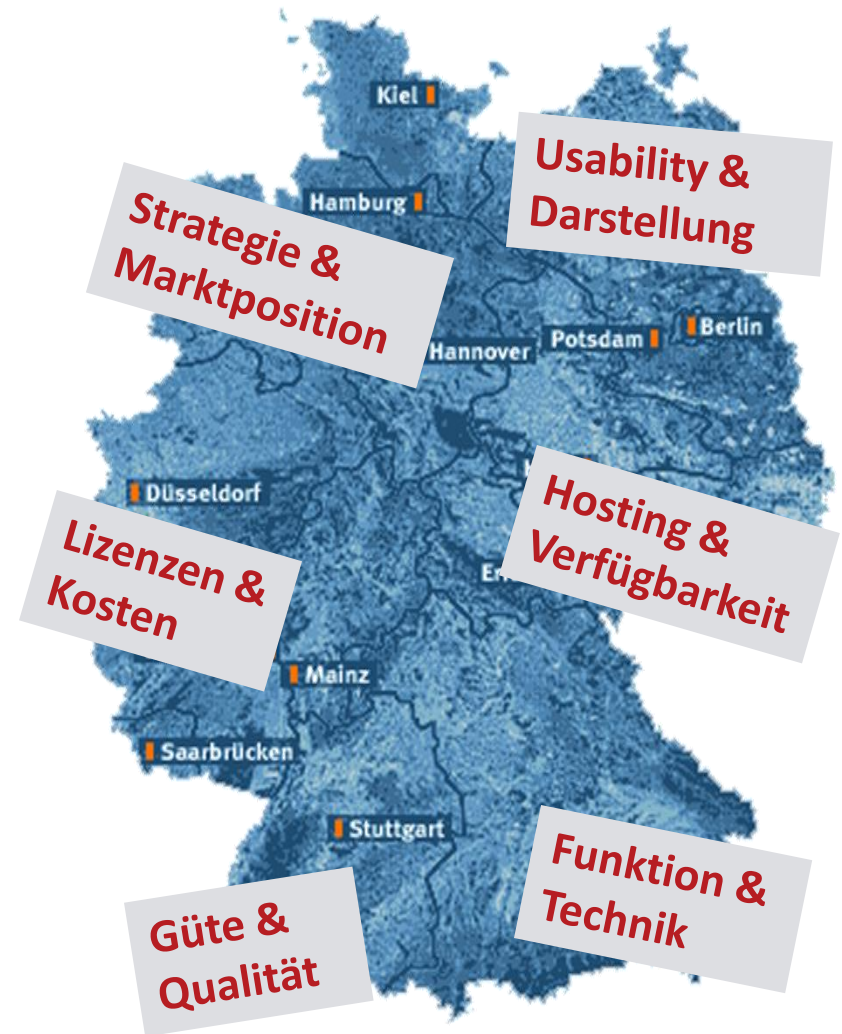 Kiel
Usability &
Darstellung
Hamburg
Strategie &
Marktposition
Hannover
Potsdam
Berlin
Düsseldorf
Hosting &
Verfügbarkeit
Lizenzen &
Kosten
Mainz
Saarbrücken
Stuttgart
Funktion &
Technik
Güte &
Qualität